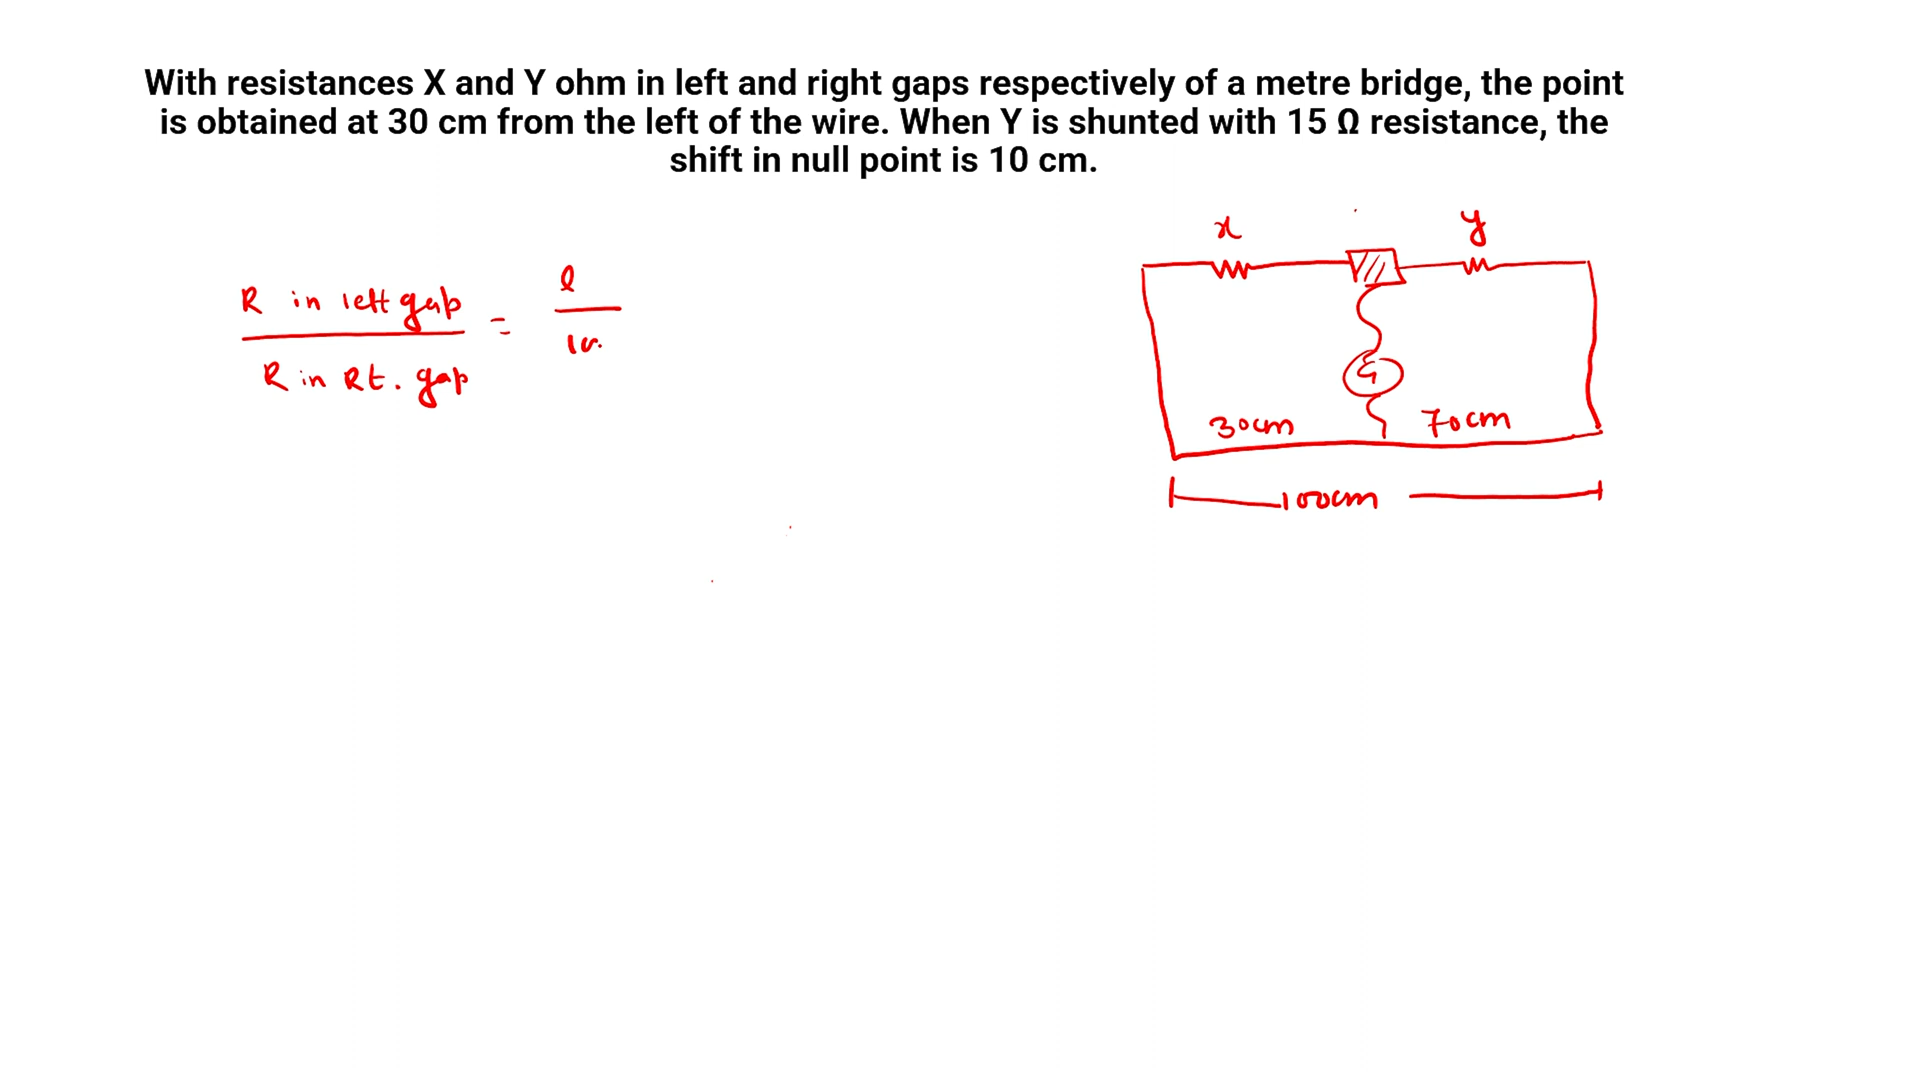 With resistances X and Y ohm in left and right gaps respectively of a metre bridge, the point
is obtained at 30 cm from the left of the wire. When Y is shunted with 15 Ω resistance, the
shift in null point is 10 cm.
x
y
R in left gap
l
=
R in Rt. gap
G
30cm
70cm
100cm